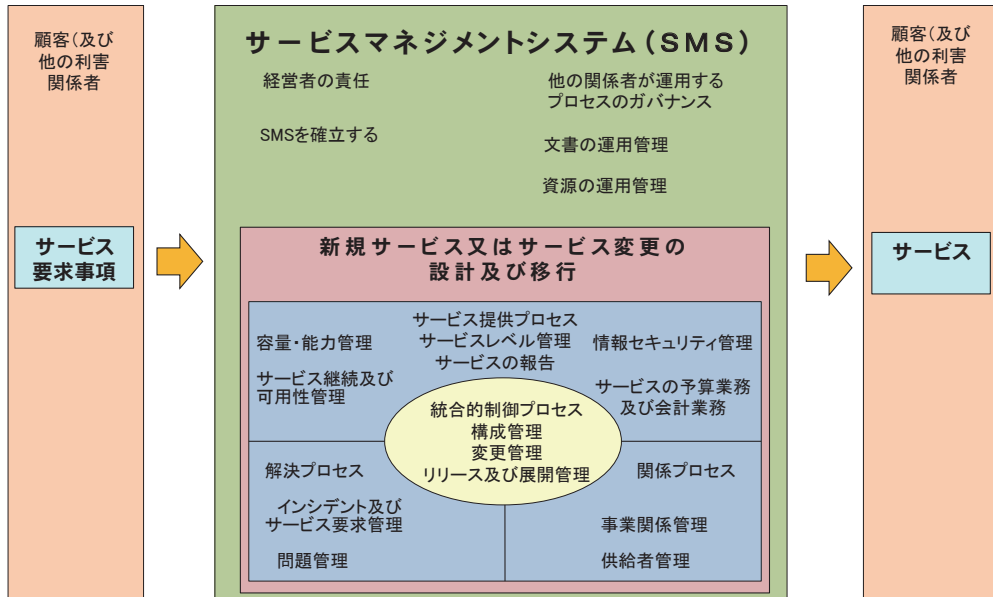 顧客(及び
他の利害
関係者
サービス
要求事項
サービスマネジメントシステム(SMS)
経営者の責任
SMSを確立する
他の関係者が運用する
プロセスのガバナンス
文書の運用管理
資源の運用管理
新規サービス又はサービス変更の
設計及び移行
サービス提供プロセス
サービスレベル管理
サービスの報告
容量・能力管理
サービス継続及び
可用性管理
情報セキュリティ管理
サービスの予算業務
及び会計業務
統合的制御プロセス
構成管理
変更管理
リリース及び展開管理
解決プロセス
インシデント及び
サービス要求管理
問題管理
関係プロセス
事業関係管理
供給者管理
顧客(及び
他の利害
関係者
サービス